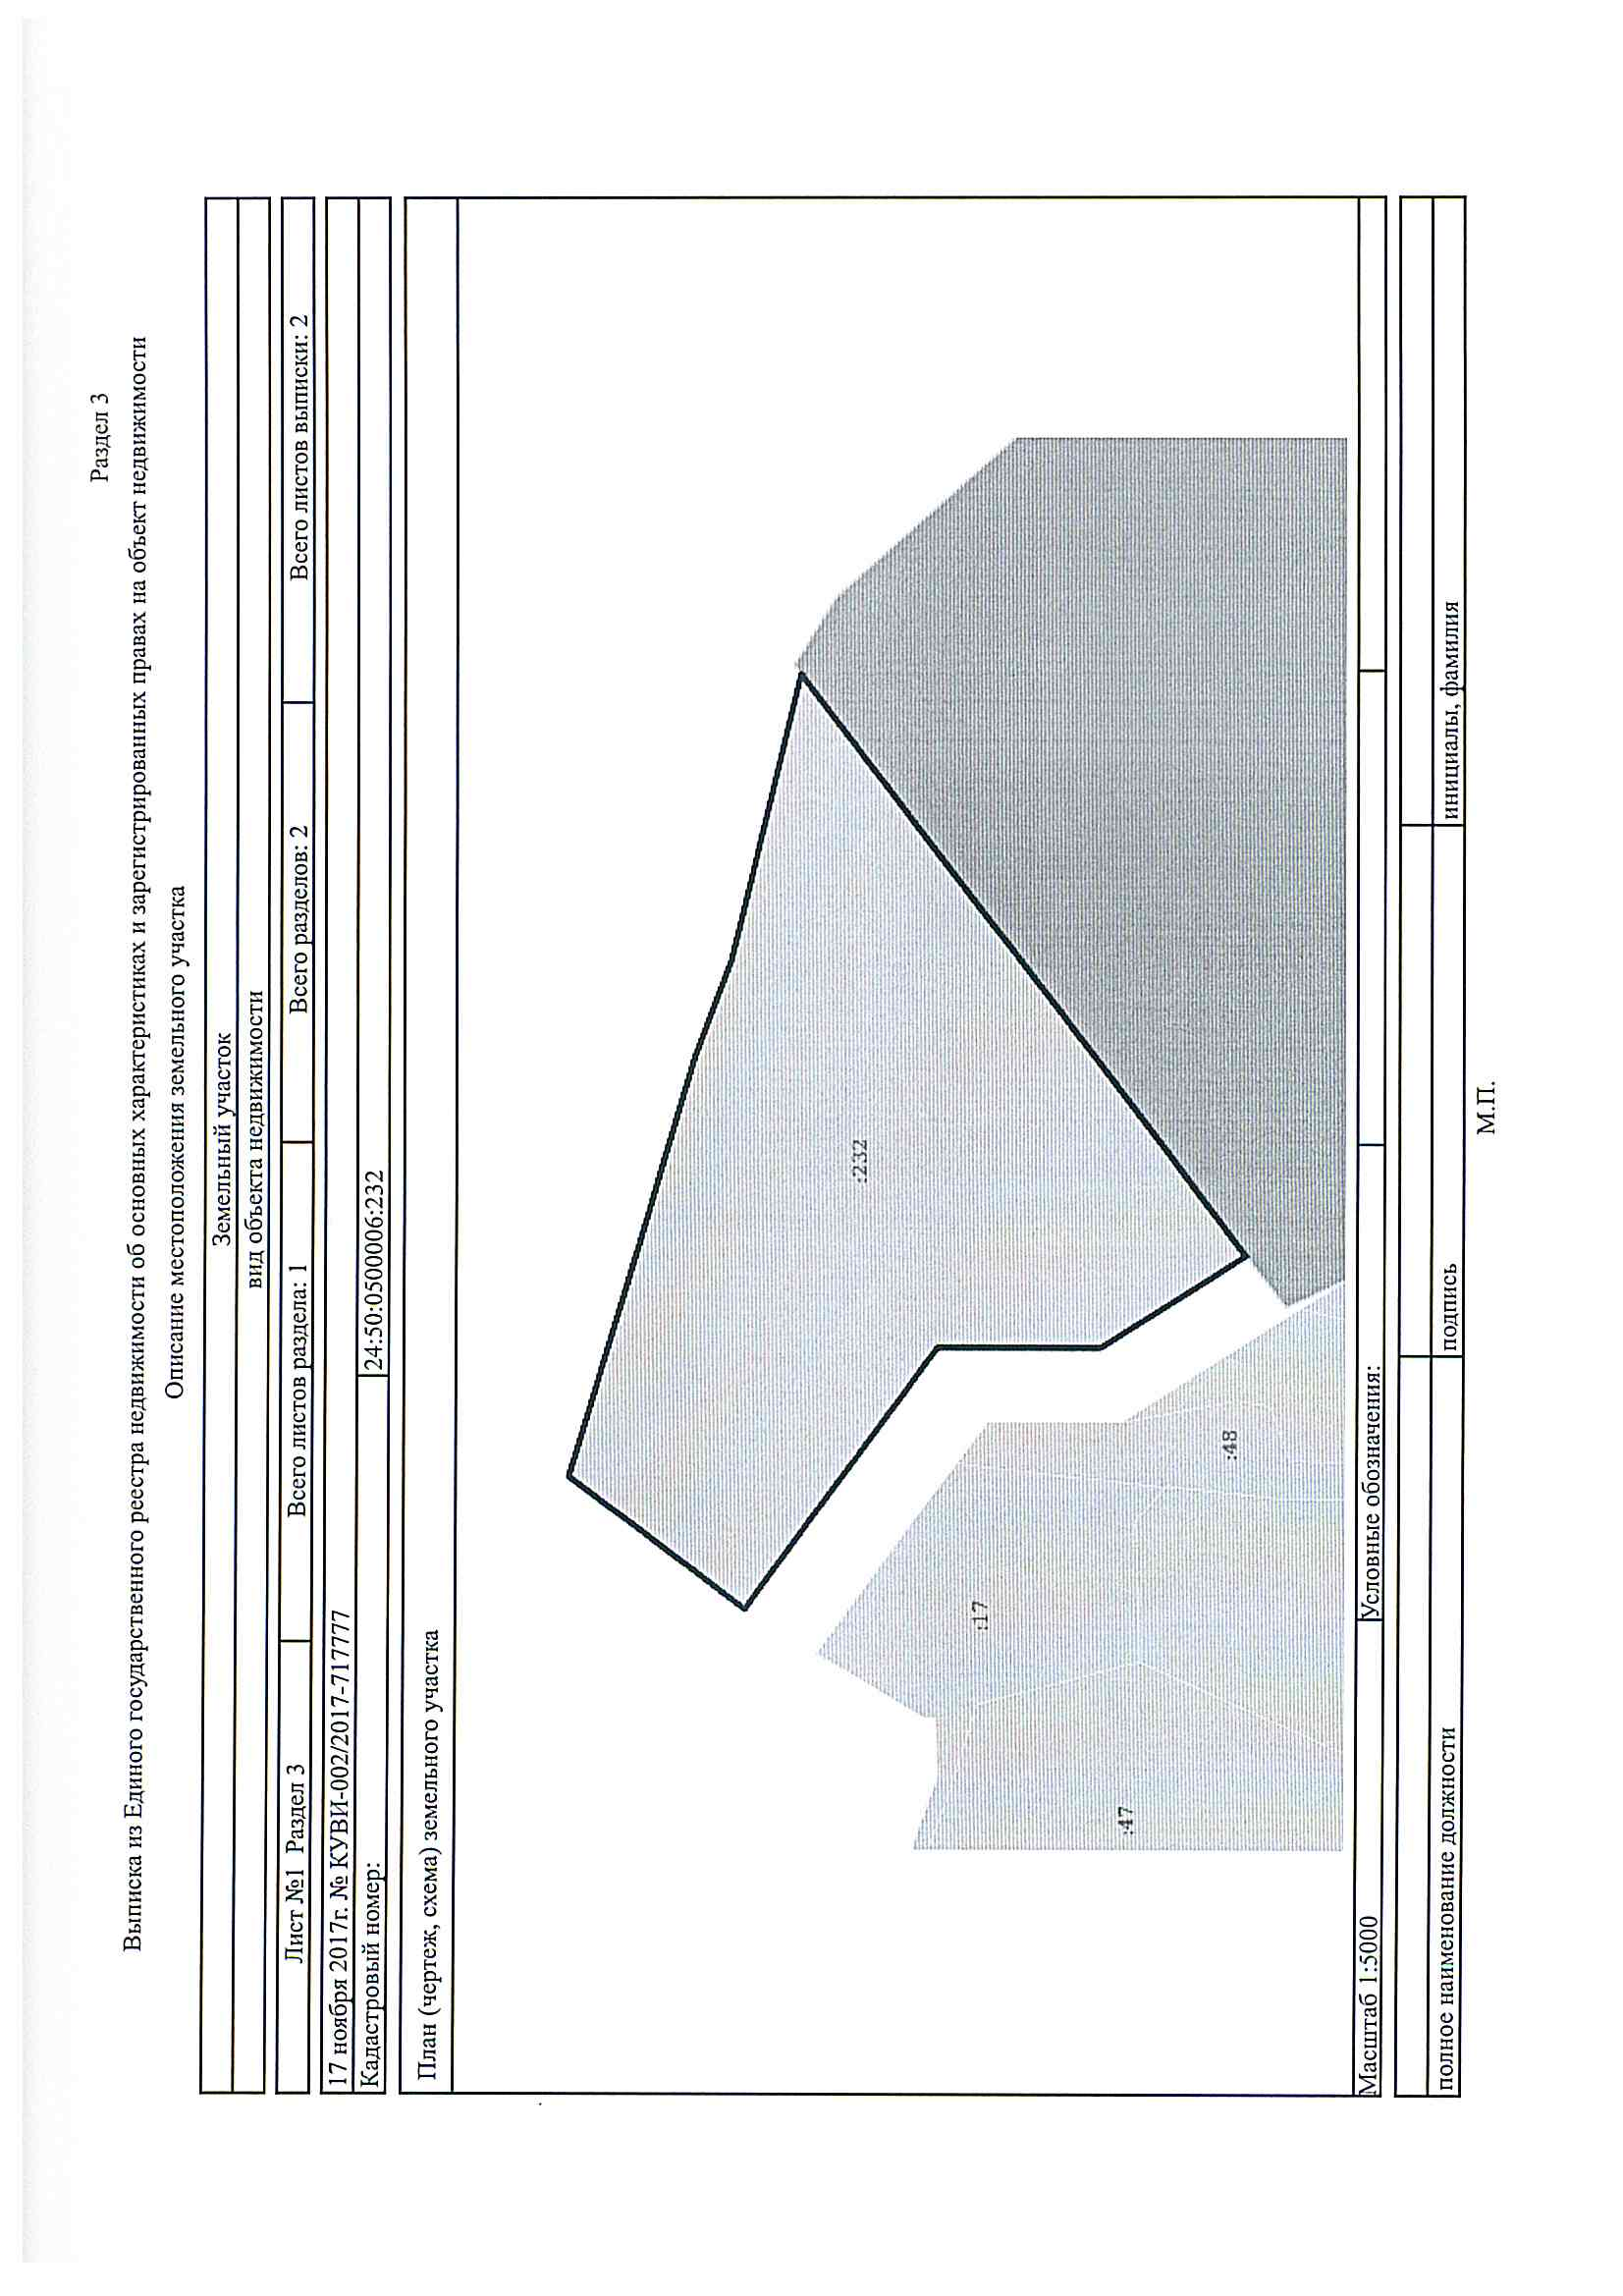 Раздел 3
Выписка из Единого государственного реестра недвижимости об основных характеристиках и зарегистрированных правах на объект недвижимости
Описание местоположения земельного участка
Земельный участок
вид объекта недвижимости
Лист №1 Раздел 3 Всего листов раздела: 1 Всего разделов: 2 Всего листов выписки: 2
17 ноября 2017г. № КУВИ-002/2017-717777
Кадастровый номер: 24:50:0500006:232
План (чертеж, схема) земельного участка
:232
:17
:47
:48
Масштаб 1:5000 Условные обозначения:
полное наименование должности подпись инициалы, фамилия
М.П.